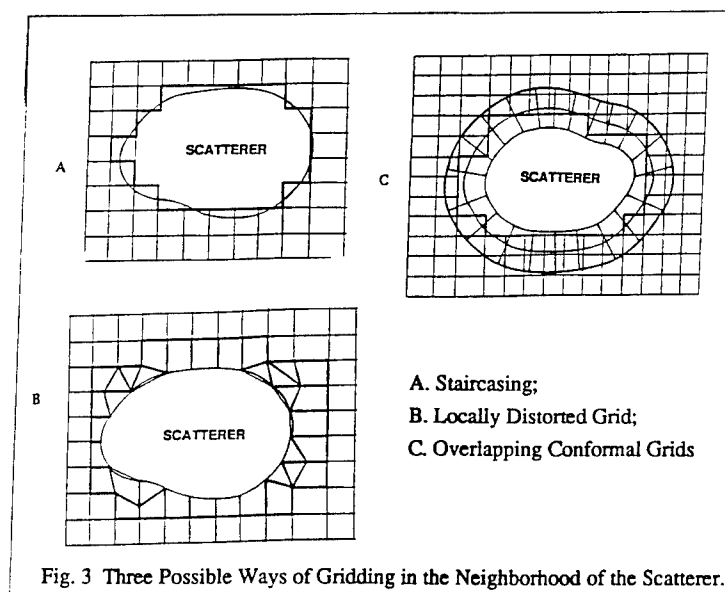 A
SCATTERER
C
SCATTERER
B
SCATTERER
A. Staircasing;
B. Locally Distorted Grid;
C. Overlapping Conformal Grids
Fig. 3 Three Possible Ways of Gridding in the Neighborhood of the Scatterer.